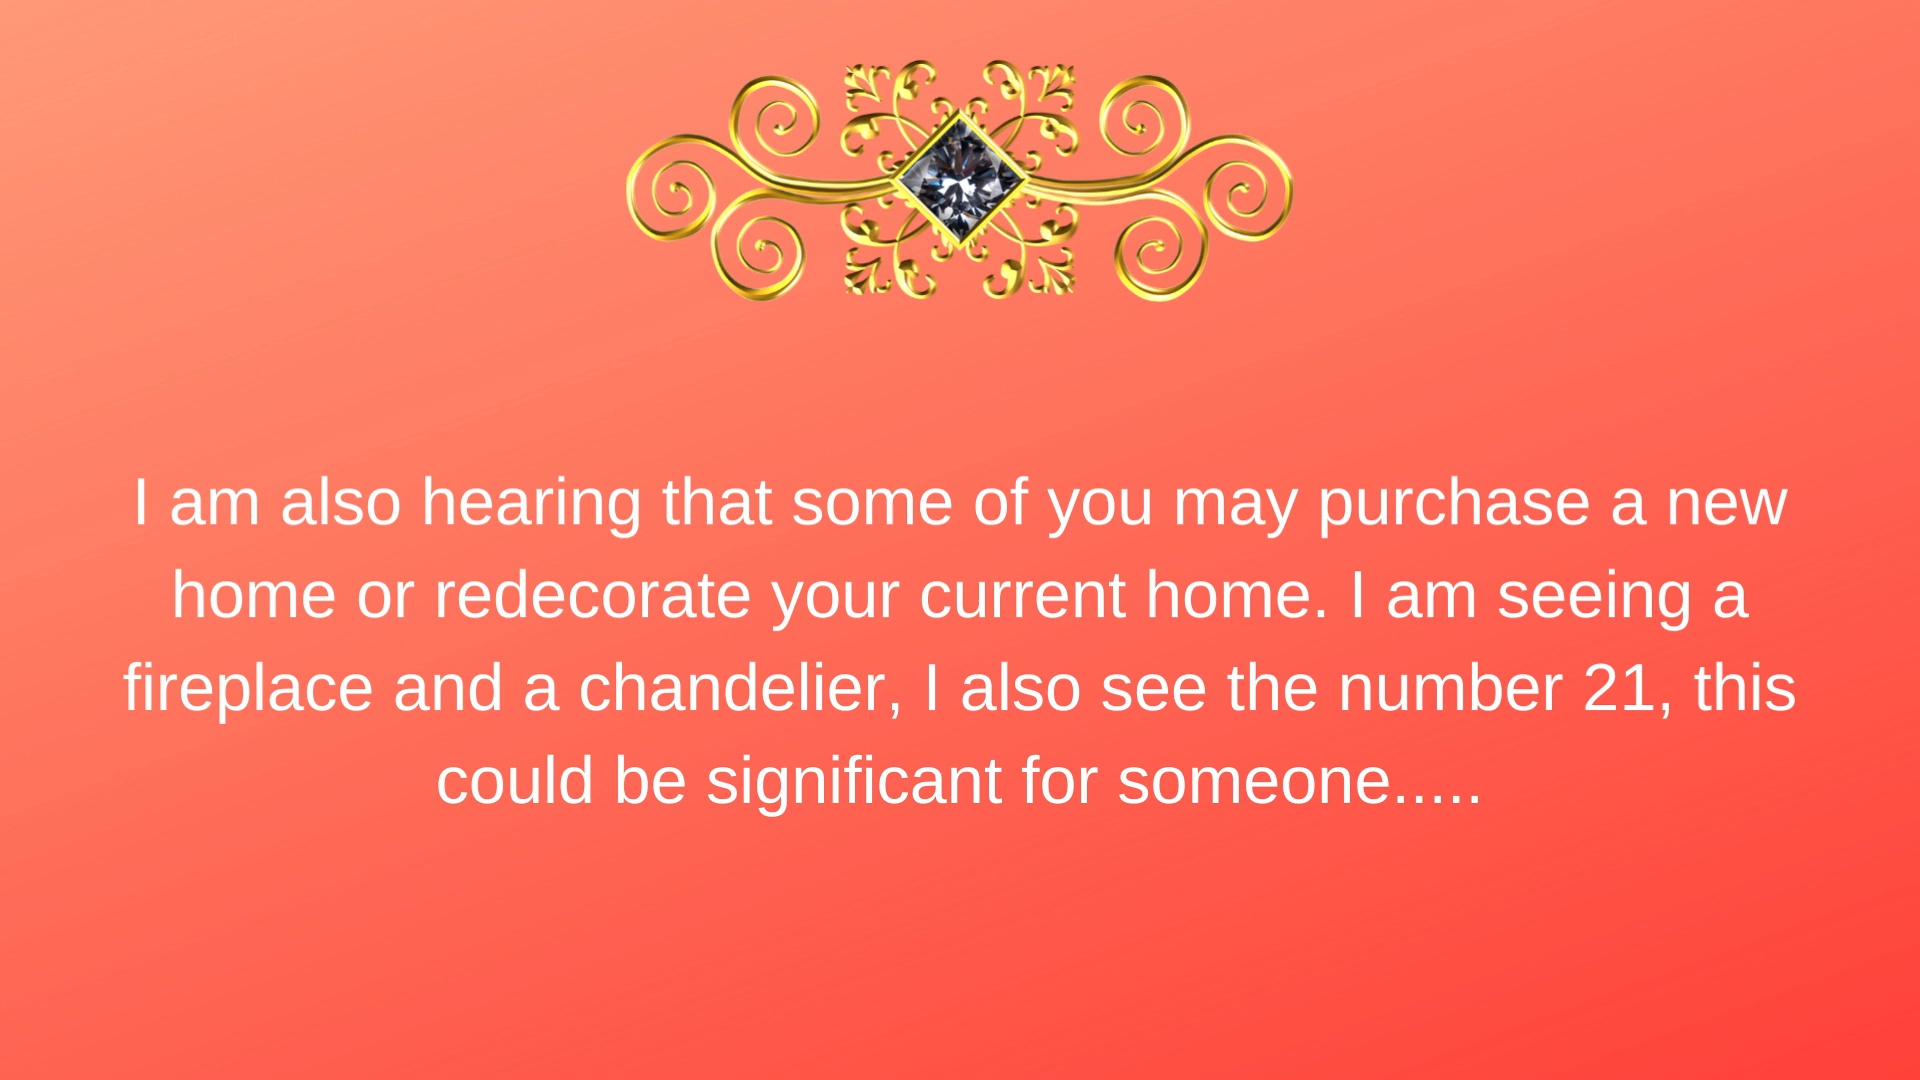 I am also hearing that some of you may purchase a new
home or redecorate your current home. I am seeing a
fireplace and a chandelier, I also see the number 21, this
could be significant for someone.....